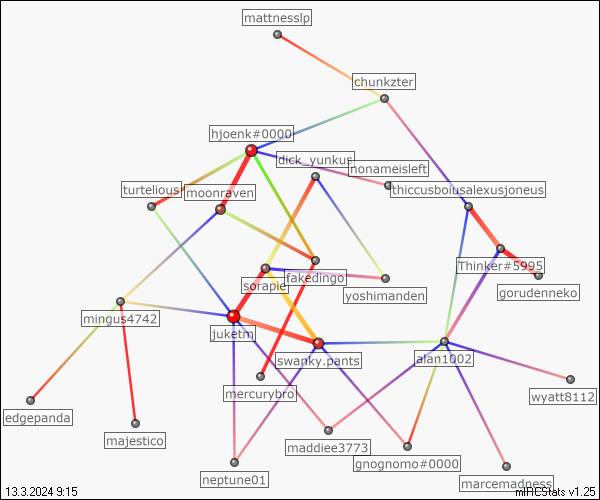 mattnesslp
chunkzter
hjoenk#0000
dick_yunkus
nonameisleft
turtelious
moonraven
thiccusboiusalexusjoneus
Thinker#5995
sorapie
fakedingo
yoshimanden
gorudenneko
mingus4742
juketm
swanky.pants
alan1002
mercurybro
wyatt8112
edgepanda
majestico
maddiee3773
gnognomo#0000
neptune01
marcemadness
13.3.2024 9:15
mIRCStats v1.25